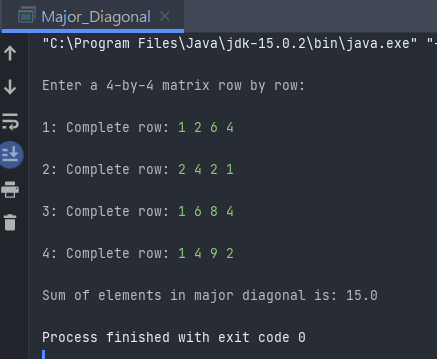 Major_Diagonal
"C:\Program Files\Java\jdk-15.0.2\bin\java.exe"
Enter a 4-by-4 matrix row by row:
1: Complete row: 1 2 6 4
2: Complete row: 2 4 2 1
3: Complete row: 1 6 8 4
4: Complete row: 1 4 9 2
Sum of elements in major diagonal is: 15.0
Process finished with exit code 0